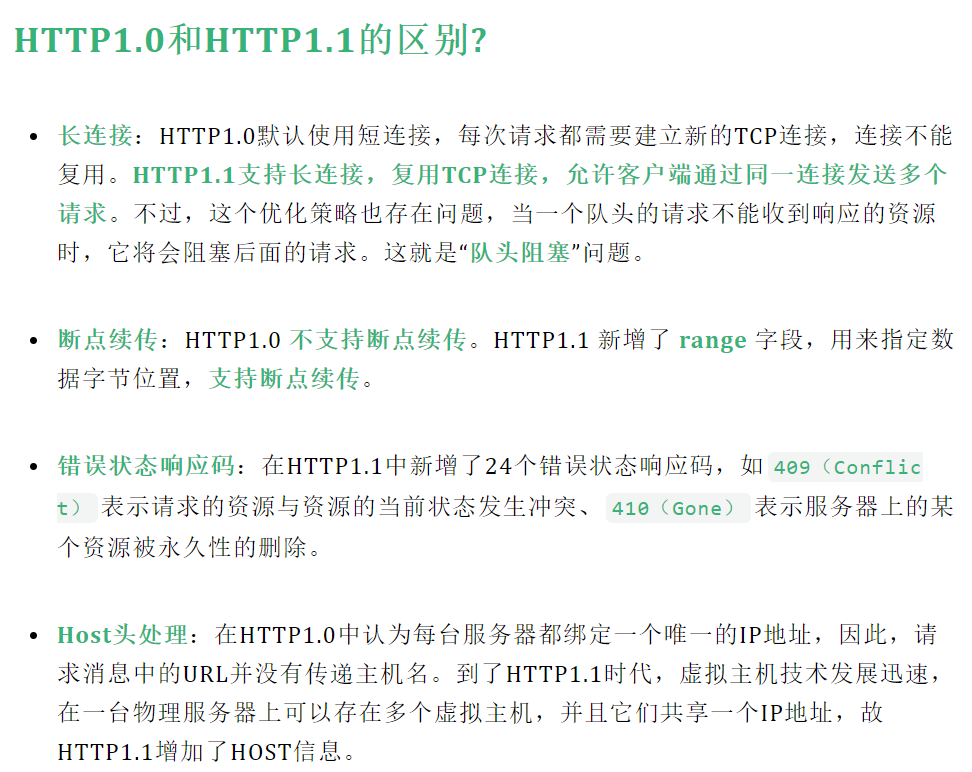 HTTP1.0和HTTP1.1的区别?
长连接：HTTP1.0默认使用短连接，每次请求都需要建立新的TCP连接，连接不能
复用。HTTP1.1支持长连接，复用TCP连接，允许客户端通过同一连接发送多个
请求。不过，这个优化策略也存在问题，当一个队头的请求不能收到响应的资源
时，它将会阻塞后面的请求。这就是“队头阻塞”问题。
断点续传：HTTP1.0 不支持断点续传。HTTP1.1 新增了 range 字段，用来指定数
据字节位置，支持断点续传。
错误状态响应码：在HTTP1.1中新增了24个错误状态响应码，如 409（Conflic
t） 表示请求的资源与资源的当前状态发生冲突、 410（Gone） 表示服务器上的某
个资源被永久性的删除。
Host头处理：在HTTP1.0中认为每台服务器都绑定一个唯一的IP地址，因此，请
求消息中的URL并没有传递主机名。到了HTTP1.1时代，虚拟主机技术发展迅速，
在一台物理服务器上可以存在多个虚拟主机，并且它们共享一个IP地址，故
HTTP1.1增加了HOST信息。